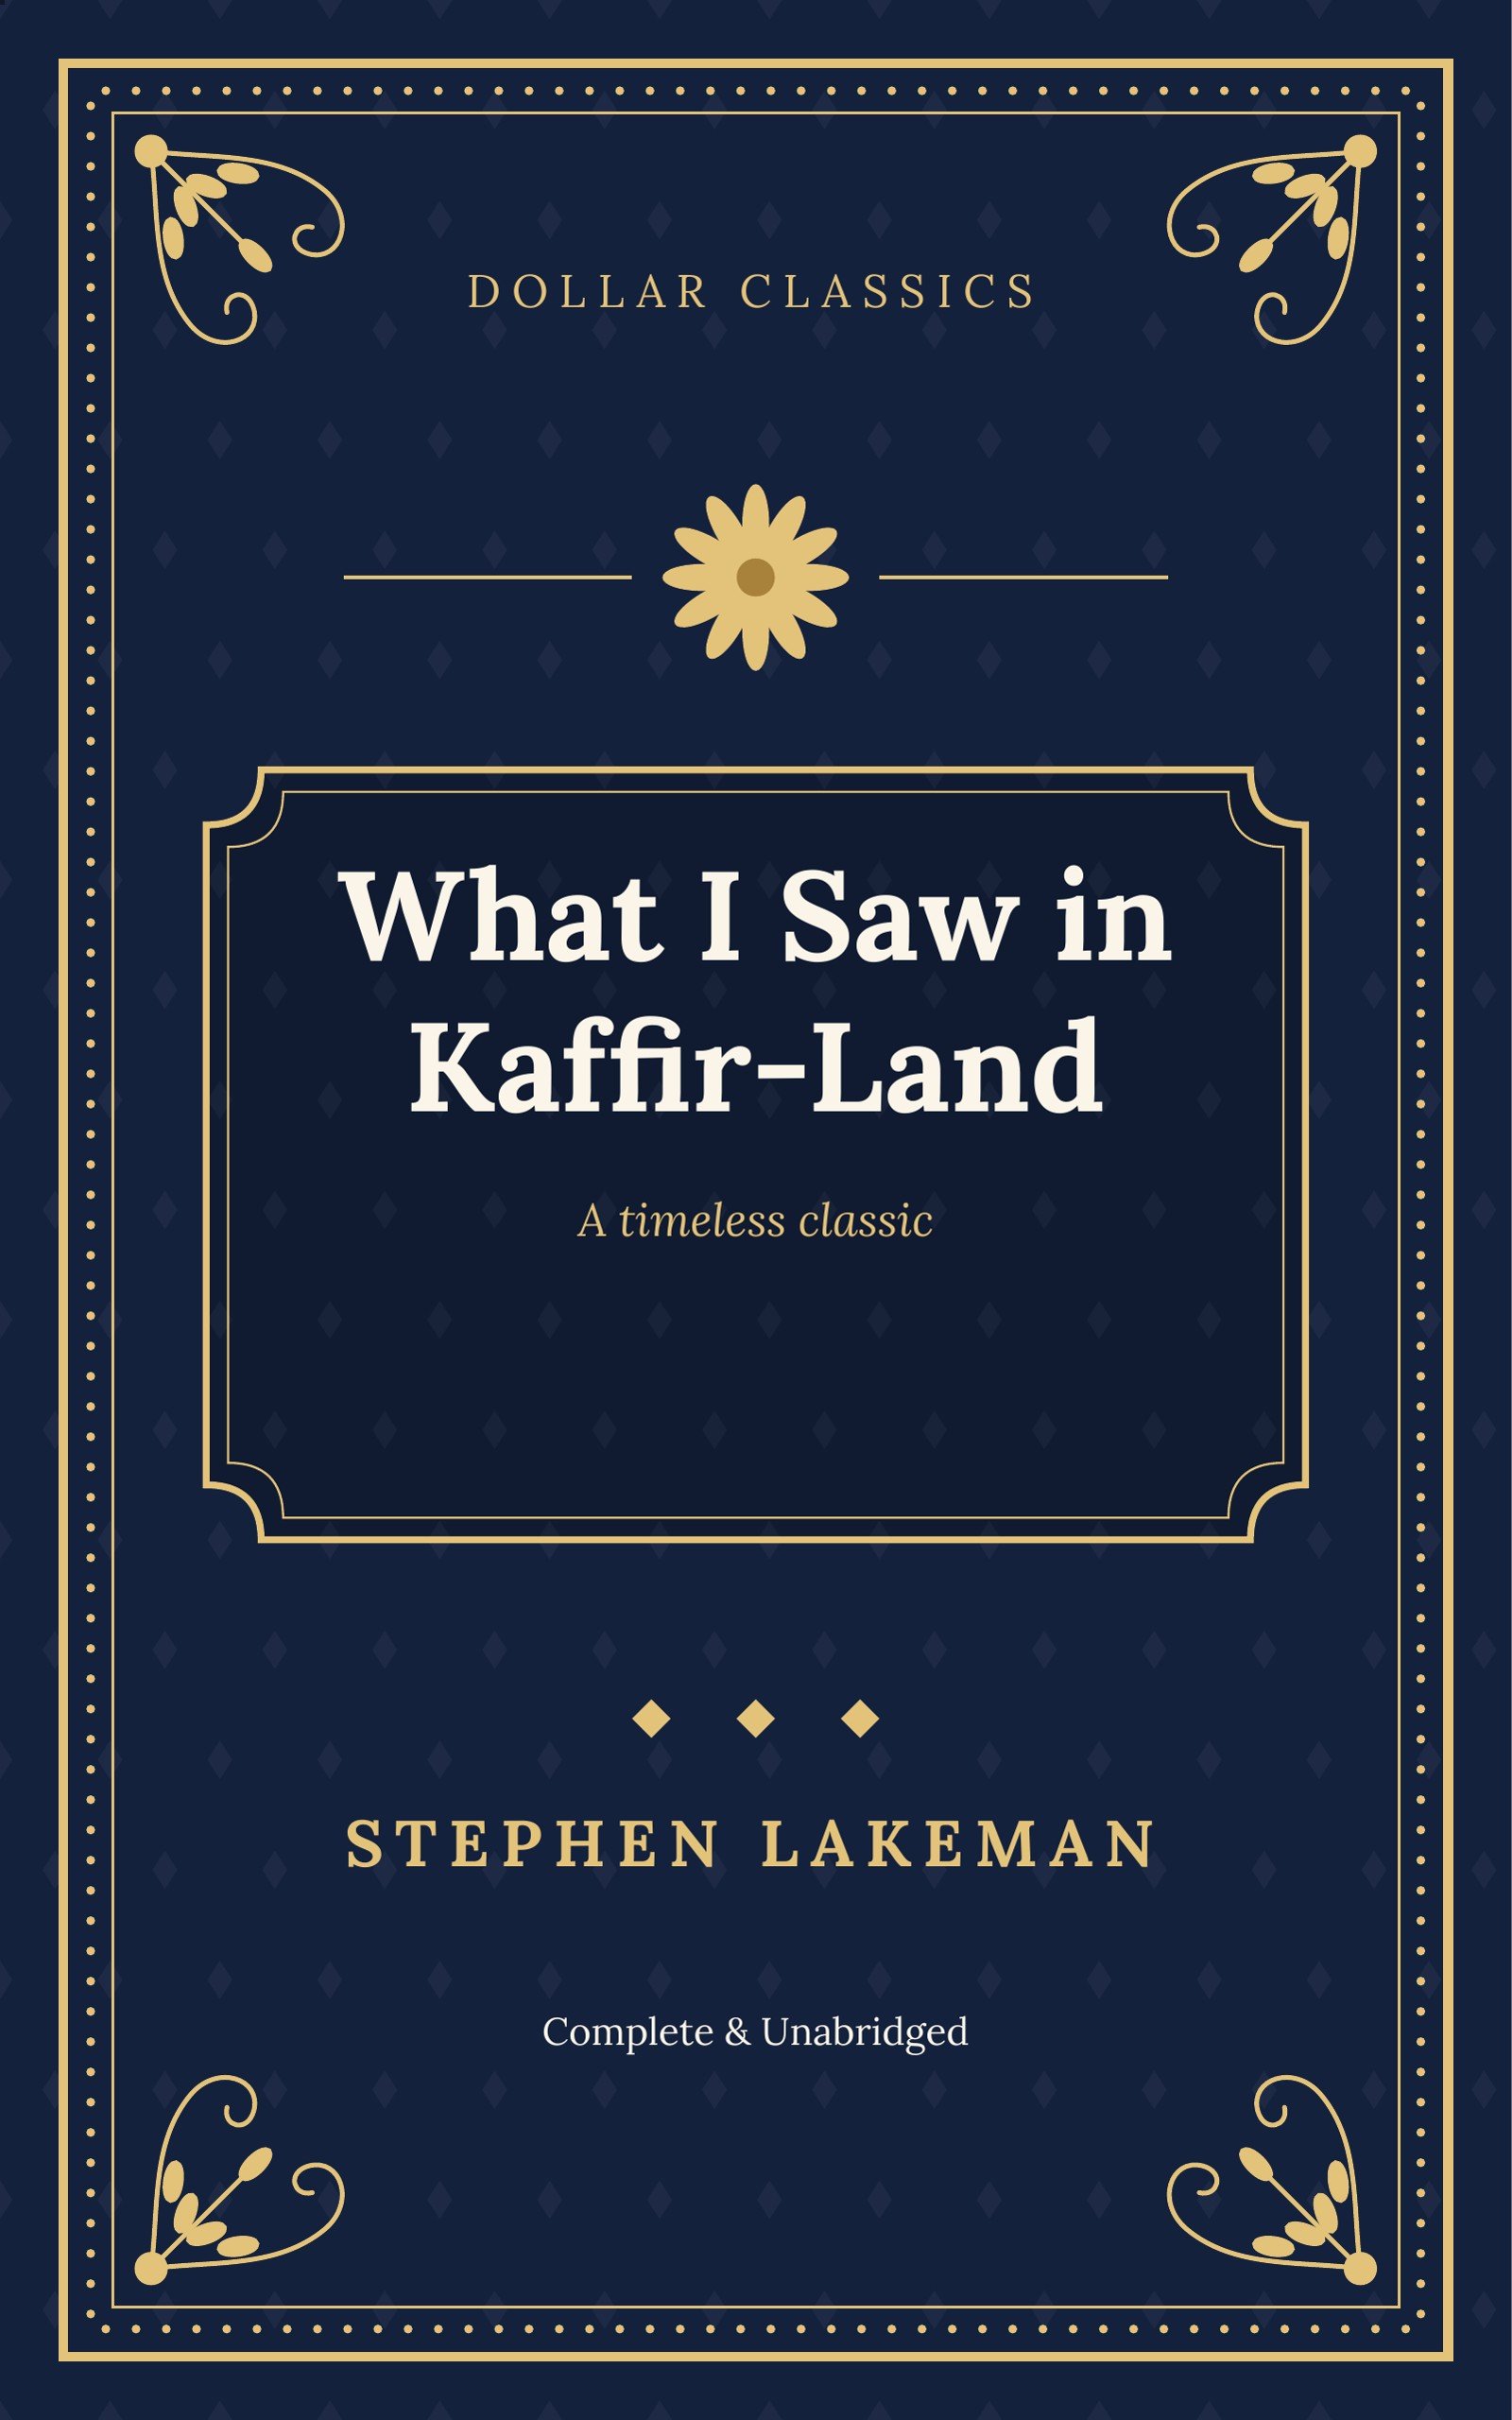 DOLLAR CLASSICS
What I Saw in
Kaffir-Land
A timeless classic
STEPHEN LAKEMAN
Complete & Unabridged